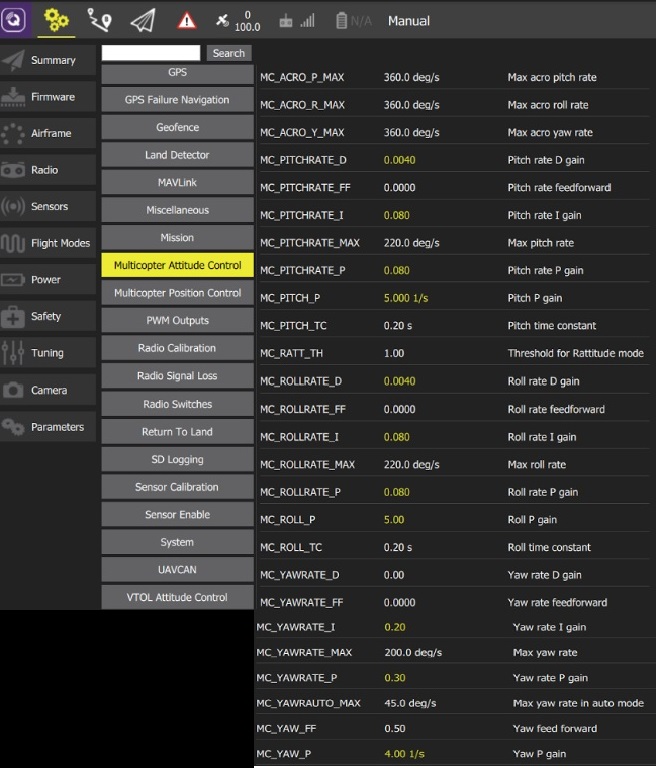 0
100.0
N/A
Manual
Summary
Firmware
Airframe
Radio
Sensors
Flight Modes
Power
Safety
Tuning
Camera
Parameters
Search
GPS
GPS Failure Navigation
Geofence
Land Detector
MAVLink
Miscellaneous
Mission
Multicopter Attitude Control
Multicopter Position Control
PWM Outputs
Radio Calibration
Radio Signal Loss
Radio Switches
Return To Land
SD Logging
Sensor Calibration
Sensor Enable
System
UAVCAN
VTOL Attitude Control
MC_ACRO_P_MAX 360.0 deg/s Max acro pitch rate
MC_ACRO_R_MAX 360.0 deg/s Max acro roll rate
MC_ACRO_Y_MAX 360.0 deg/s Max acro yaw rate
MC_PITCHRATE_D 0.0040 Pitch rate D gain
MC_PITCHRATE_FF 0.0000 Pitch rate feedforward
MC_PITCHRATE_I 0.080 Pitch rate I gain
MC_PITCHRATE_MAX 220.0 deg/s Max pitch rate
MC_PITCHRATE_P 0.080 Pitch rate P gain
MC_PITCH_P 5.000 1/s Pitch P gain
MC_PITCH_TC 0.20 s Pitch time constant
MC_RATT_TH 1.00 Threshold for Rattitude mode
MC_ROLLRATE_D 0.0040 Roll rate D gain
MC_ROLLRATE_FF 0.0000 Roll rate feedforward
MC_ROLLRATE_I 0.080 Roll rate I gain
MC_ROLLRATE_MAX 220.0 deg/s Max roll rate
MC_ROLLRATE_P 0.080 Roll rate P gain
MC_ROLL_P 5.00 Roll P gain
MC_ROLL_TC 0.20 s Roll time constant
MC_YAWRATE_D 0.00 Yaw rate D gain
MC_YAWRATE_FF 0.0000 Yaw rate feedforward
MC_YAWRATE_I 0.20 Yaw rate I gain
MC_YAWRATE_MAX 200.0 deg/s Max yaw rate
MC_YAWRATE_P 0.30 Yaw rate P gain
MC_YAWRAUTO_MAX 45.0 deg/s Max yaw rate in auto mode
MC_YAW_FF 0.50 Yaw feed forward
MC_YAW_P 4.00 1/s Yaw P gain